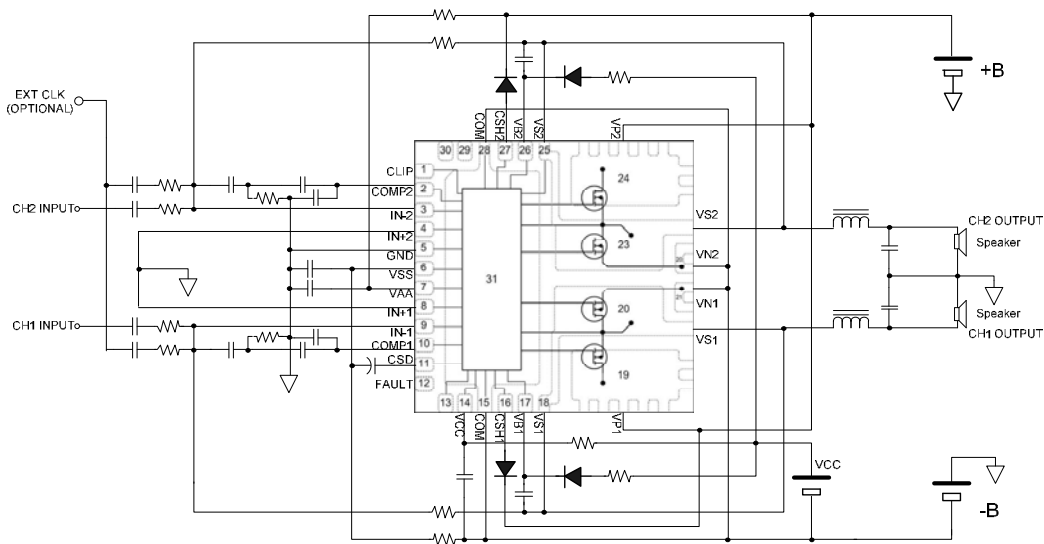 +B
EXT CLK
(OPTIONAL)
COM
CSH2
VB2
VS2
VP2
30
29
28
27
26
25
CLIP
1
COMP2
2
CH2 INPUT
IN-2
3
IN+2
4
GND
5
VSS
6
VAA
7
IN+1
8
CH1 INPUT
IN-1
9
COMP1
10
CSD
11
FAULT
12
31
24
23
20
19
VS2
VN2
20
VN1
21
VS1
CH2 OUTPUT
Speaker
Speaker
CH1 OUTPUT
13
14
15
16
17
18
VCC
COM
CSH1
VB1
VS1
VP1
VCC
-B